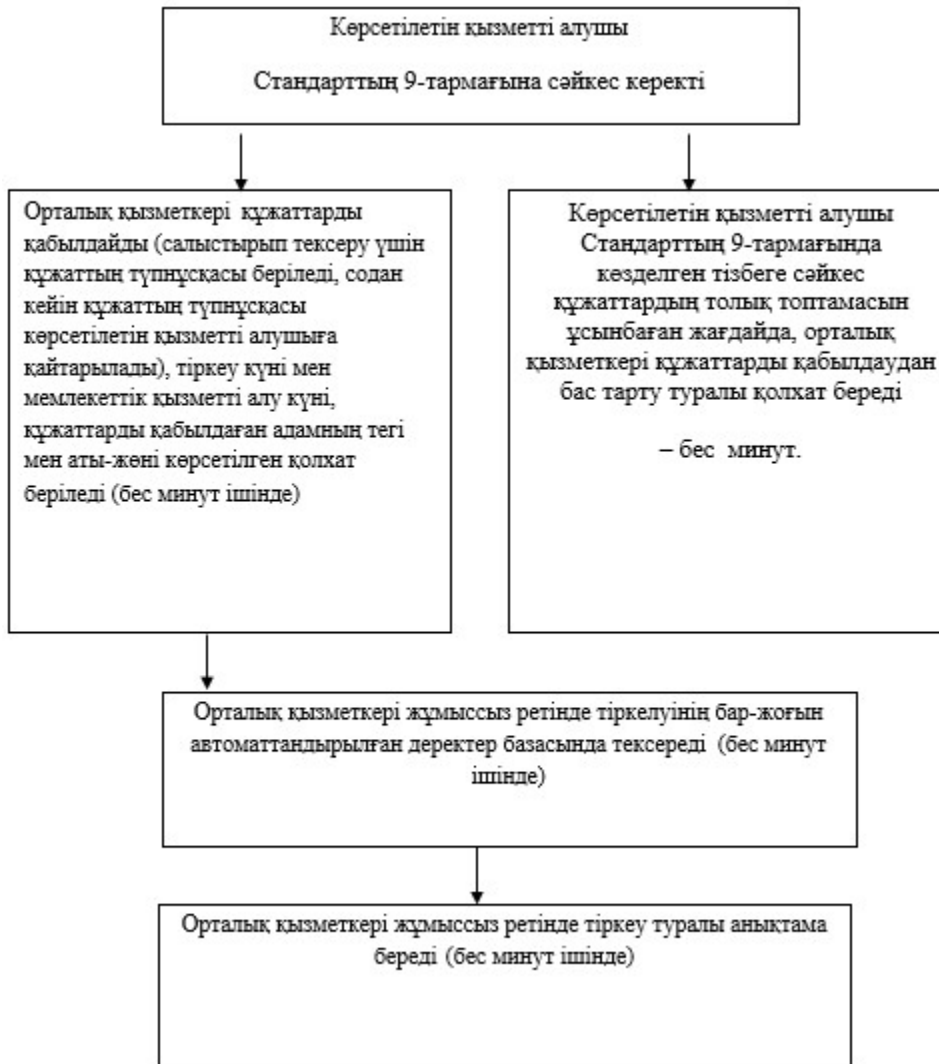 Көрсетілетін қызметті алушы
Стандарттың 9-тармағына сәйкес керекті
Орталық қызметкері құжаттарды
қабылдайды (салыстырып тексеру үшін
құжаттың түпнұсқасы беріледі, содан
кейін құжаттың түпнұсқасы
көрсетілетін қызметті алушыға
қайтарылады), тіркеу күні мен
мемлекеттік қызметті алу күні,
құжаттарды қабылдаған адамның тегі
мен аты-жөні көрсетілген қолхат
беріледі (бес минут ішінде)
Көрсетілетін қызметті алушы
Стандарттың 9-тармағында
көзделген тізбеге сәйкес
құжаттардың толық топтамасын
ұсынбаған жағдайда, орталық
қызметкері құжаттарды қабылдаудан
бас тарту туралы қолхат береді
– бес минут.
Орталық қызметкері жұмыссыз ретінде тіркелуінің бар-жоғын
автоматтандырылған деректер базасында тексереді (бес минут
ішінде)
Орталық қызметкері жұмыссыз ретінде тіркеу туралы анықтама
береді (бес минут ішінде)